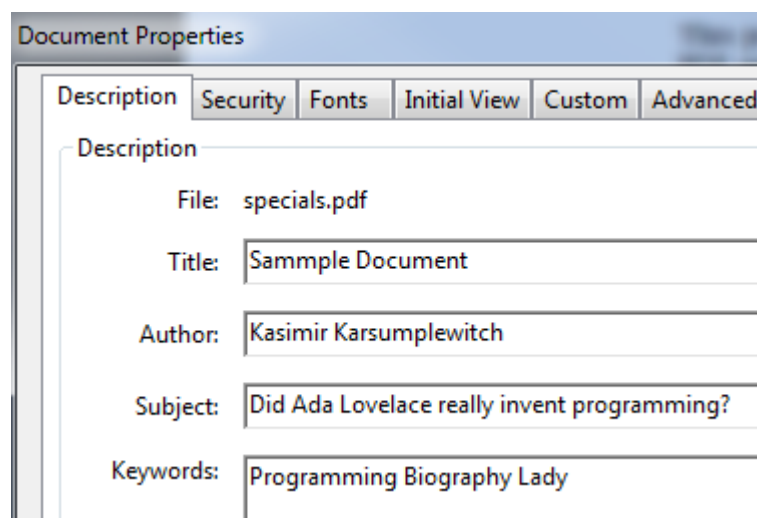 Document Properties
Description Security Fonts Initial View Custom Advanced
Description
File: specials.pdf
Title: Sammple Document
Author: Kasimir Karsumplewitch
Subject: Did Ada Lovelace really invent programming?
Keywords: Programming Biography Lady